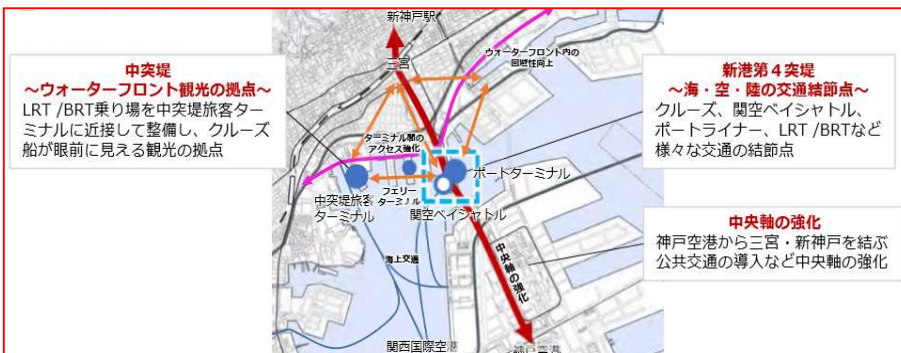 新神戸駅
三宮
ウォーターフロント内の
回遊性向上
中突堤
～ウォーターフロント観光の拠点～
LRT /BRT乗り場を中突堤旅客ター
ミナルに近接して整備し、クルーズ
船が眼前に見える観光の拠点
新港第４突堤
～海・空・陸の交通結節点～
クルーズ、関空ベイシャトル、
ポートライナー、LRT /BRTなど
様々な交通の結節点
ターミナル間の
アクセス強化
ポートターミナル
フェリー
ターミナル
中突堤旅客
ターミナル
関空ベイシャトル
中央軸の強化
神戸空港から三宮・新神戸を結ぶ
公共交通の導入など中央軸の強化
海上交通
中央軸の強化
関西国際空港
神戸空港